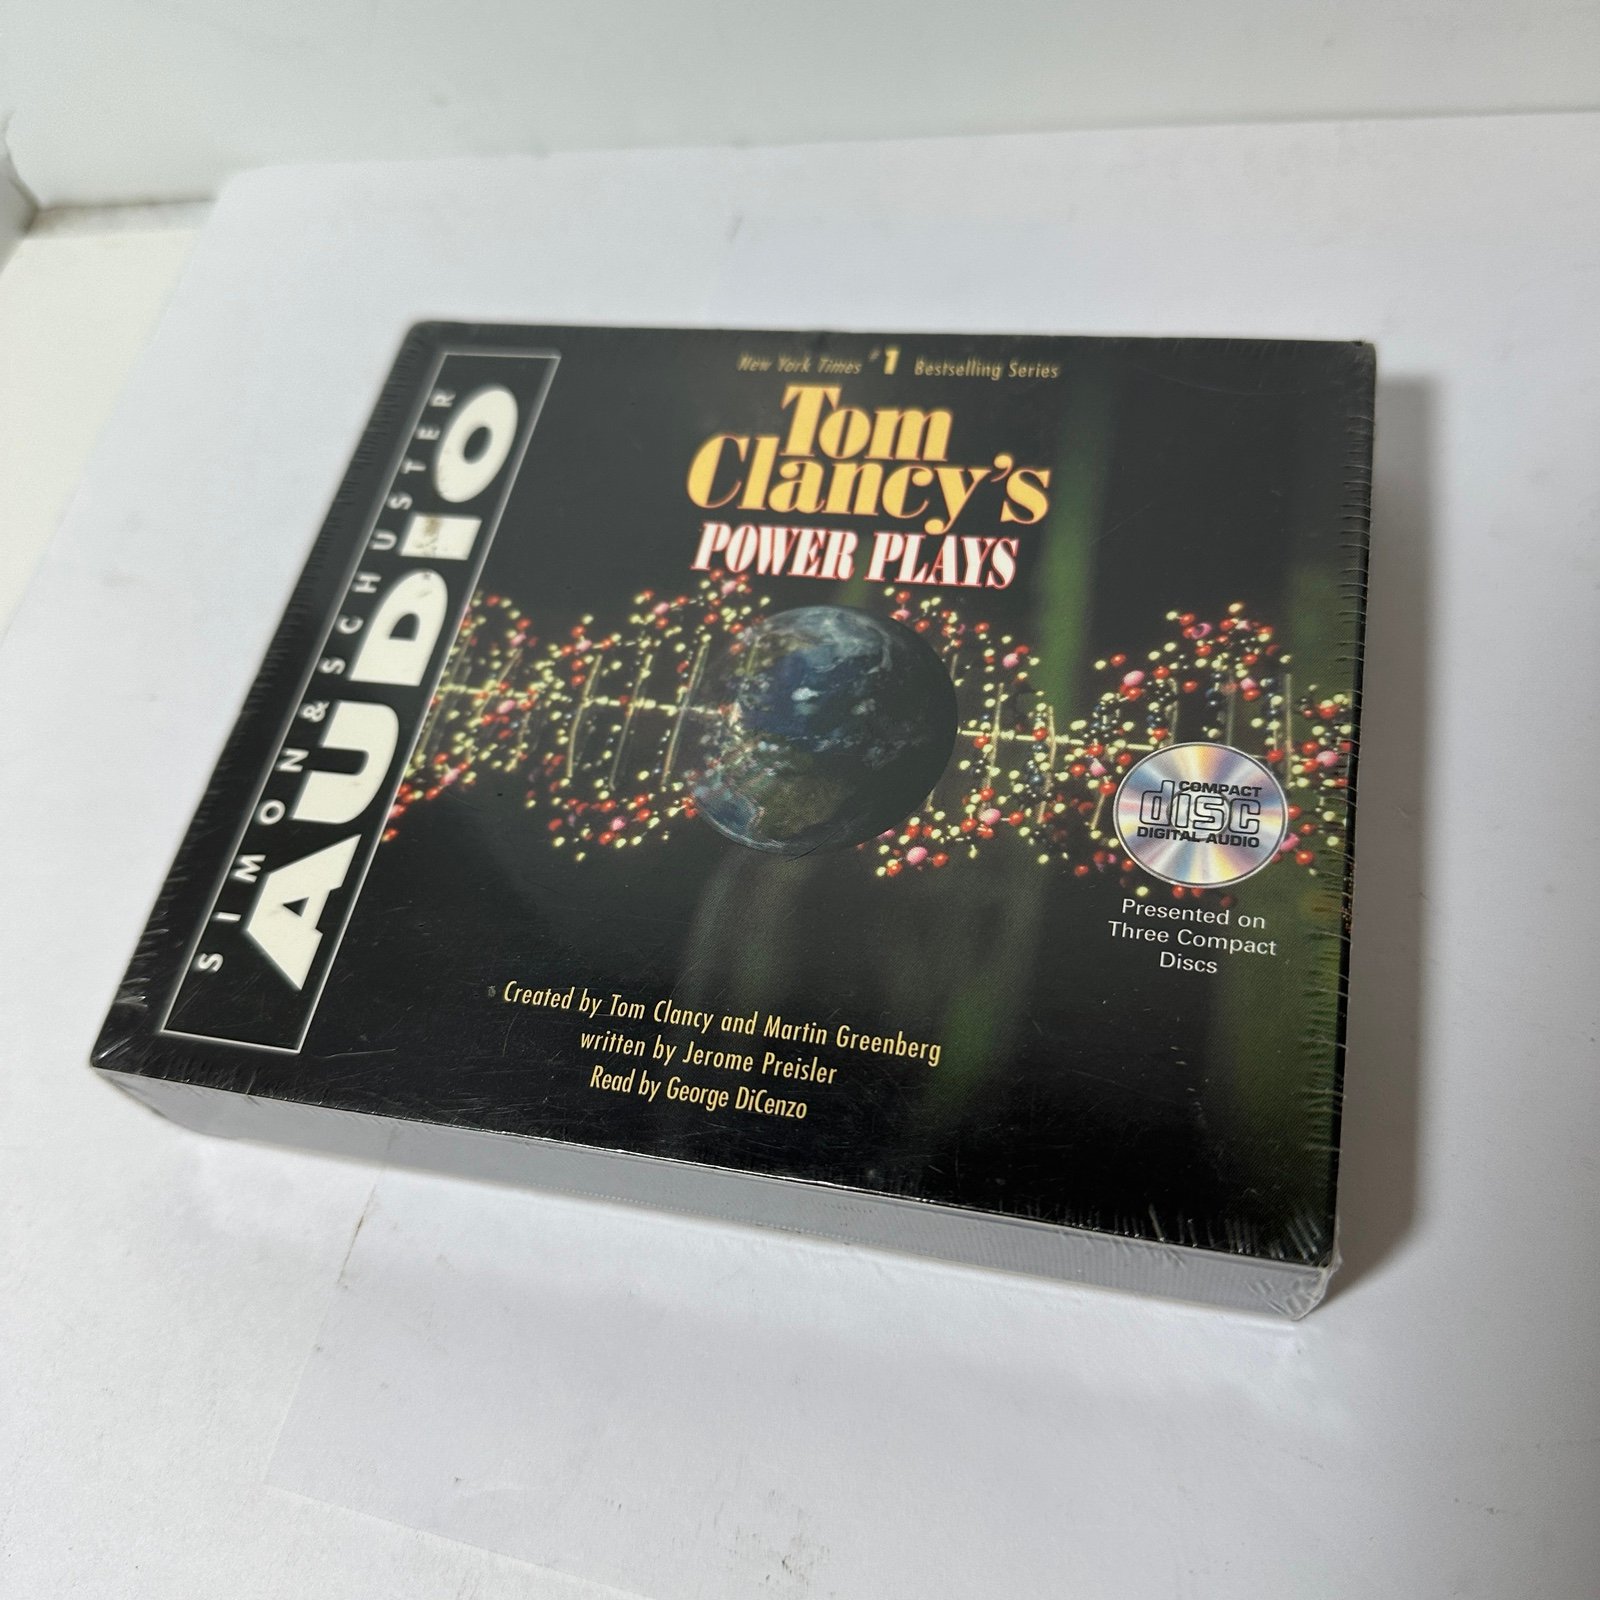 New York Times #1 Bestselling Series
Tom
Clancy's
POWER PLAYS
SIMON & SCHUSTER
AUDIO
COMPACT
disc
DIGITAL AUDIO
Presented on
Three Compact
Discs
Created by Tom Clancy and Martin Greenberg
written by Jerome Preisler
Read by George DiCenzo